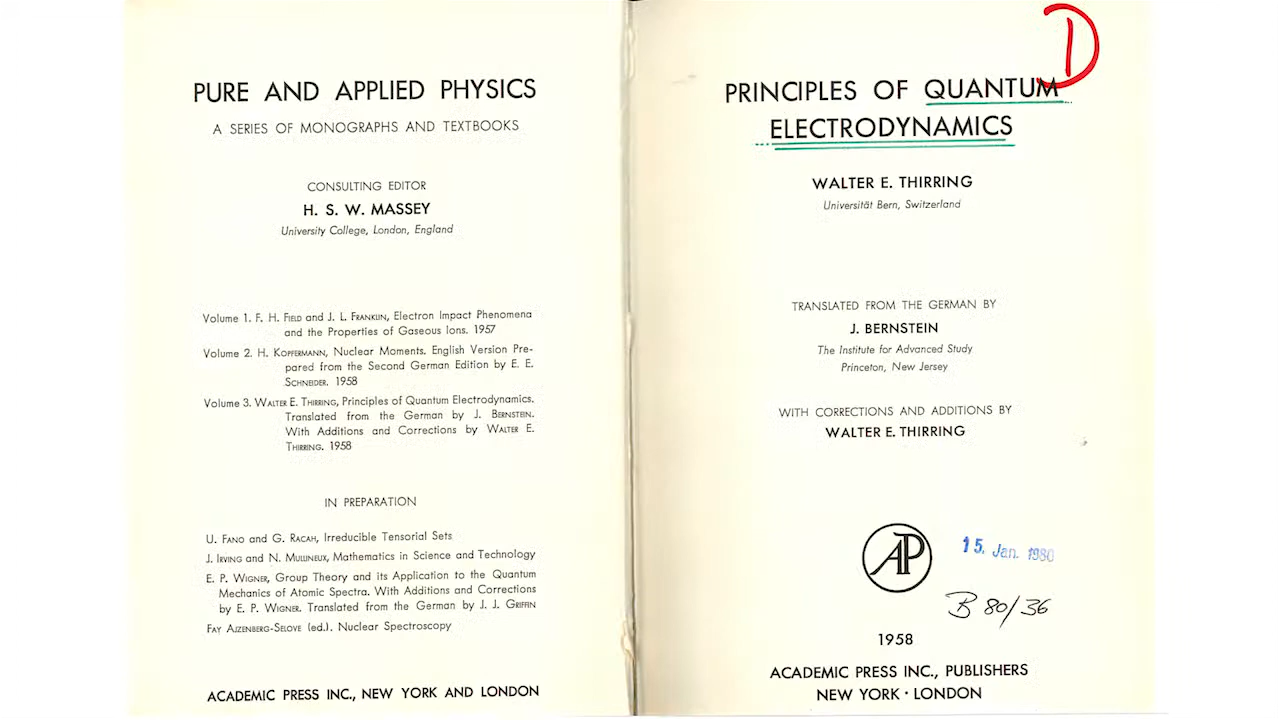 PURE AND APPLIED PHYSICS
A SERIES OF MONOGRAPHS AND TEXTBOOKS
CONSULTING EDITOR
H. S. W. MASSEY
University College, London, England
Volume 1. F. H. FIELD and J. L. FRANKLIN, Electron Impact Phenomena
and the Properties of Gaseous Ions. 1957
Volume 2. H. KOPFERMANN, Nuclear Moments. English Version Pre-
pared from the Second German Edition by E. E.
SCHNEIDER. 1958
Volume 3. WALTER E. THIRRING, Principles of Quantum Electrodynamics.
Translated from the German by J. BERNSTEIN.
With Additions and Corrections by WALTER E.
THIRRING. 1958
IN PREPARATION
U. FANO and G. RACAH, Irreducible Tensorial Sets
J. IRVING and N. MULLINEUX, Mathematics in Science and Technology
E. P. WIGNER, Group Theory and its Application to the Quantum
Mechanics of Atomic Spectra. With Additions and Corrections
by E. P. WIGNER. Translated from the German by J. J. GRIFFIN
FAY AJZENBERG-SELOVE (ed.). Nuclear Spectroscopy
ACADEMIC PRESS INC., NEW YORK AND LONDON
D
PRINCIPLES OF QUANTUM
ELECTRODYNAMICS
WALTER E. THIRRING
Universität Bern, Switzerland
TRANSLATED FROM THE GERMAN BY
J. BERNSTEIN
The Institute for Advanced Study
Princeton, New Jersey
WITH CORRECTIONS AND ADDITIONS BY
WALTER E. THIRRING
AP
15. Jan. 1980
B 80/36
1958
ACADEMIC PRESS INC., PUBLISHERS
NEW YORK · LONDON